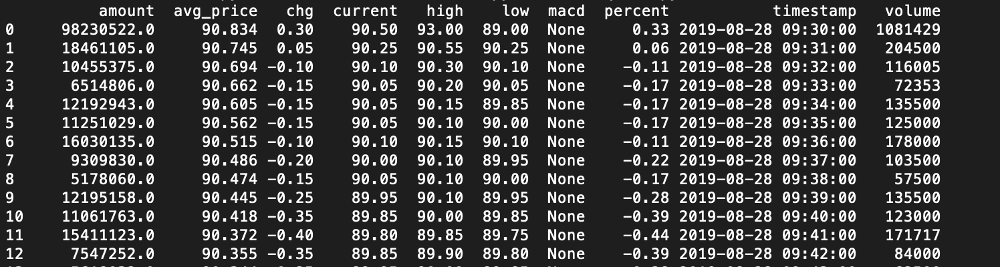 amount avg_price chg current high low macd percent timestamp volume
0 98230522.0 90.834 0.30 90.50 93.00 89.00 None 0.33 2019-08-28 09:30:00 1081429
1 18461105.0 90.745 0.05 90.25 90.55 90.25 None 0.06 2019-08-28 09:31:00 204500
2 10455375.0 90.694 -0.10 90.10 90.30 90.10 None -0.11 2019-08-28 09:32:00 116005
3 6514806.0 90.662 -0.15 90.05 90.20 90.05 None -0.17 2019-08-28 09:33:00 72353
4 12192943.0 90.605 -0.15 90.05 90.15 89.85 None -0.17 2019-08-28 09:34:00 135500
5 11251029.0 90.562 -0.15 90.05 90.10 90.00 None -0.17 2019-08-28 09:35:00 125000
6 16030135.0 90.515 -0.10 90.10 90.15 90.10 None -0.11 2019-08-28 09:36:00 178000
7 9309830.0 90.486 -0.20 90.00 90.10 89.95 None -0.22 2019-08-28 09:37:00 103500
8 5178060.0 90.474 -0.15 90.05 90.10 90.00 None -0.17 2019-08-28 09:38:00 57500
9 12195158.0 90.445 -0.25 89.95 90.10 89.95 None -0.28 2019-08-28 09:39:00 135500
10 11061763.0 90.418 -0.35 89.85 90.00 89.85 None -0.39 2019-08-28 09:40:00 123000
11 15411123.0 90.372 -0.40 89.80 89.85 89.75 None -0.44 2019-08-28 09:41:00 171717
12 7547252.0 90.355 -0.35 89.85 89.90 89.80 None -0.39 2019-08-28 09:42:00 84000